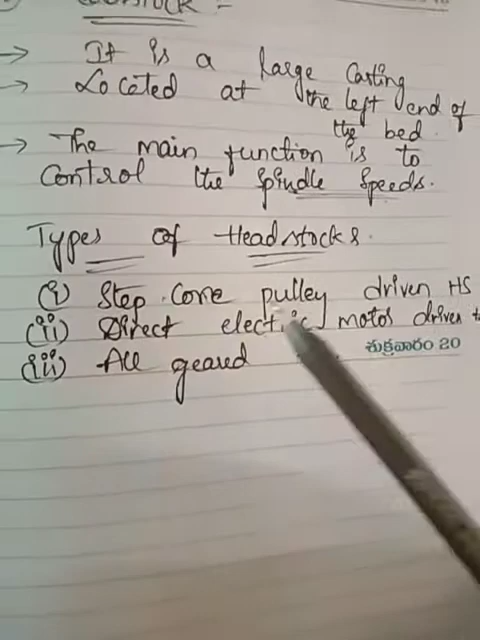 → It is a large casting
→ Located at the left end of
the bed.
→ The main function is to
control the spindle speeds.
Types of Headstocks.
(i) Step cone pulley driven HS
(ii) Direct electric motor driven
(iii) All geared
శుక్రవారం 20